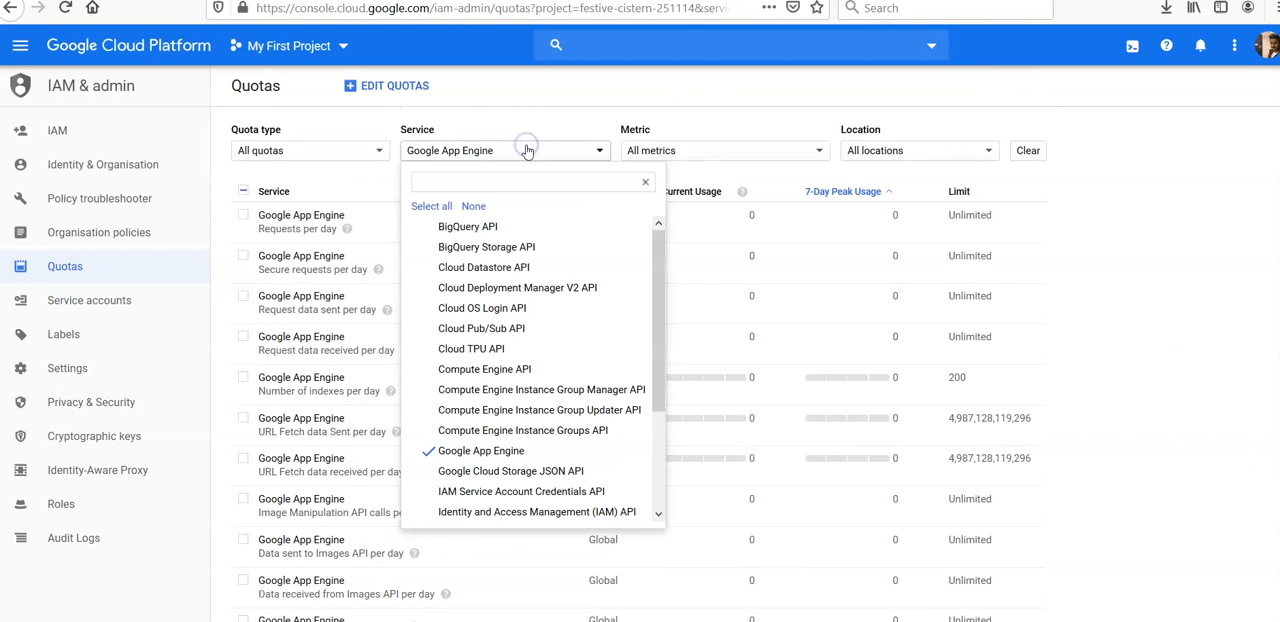 https://console.cloud.google.com/iam-admin/quotas?project=festive-cistern-251114&servi
Search
Google Cloud Platform
My First Project
IAM & admin
Quotas
EDIT QUOTAS
IAM
Identity & Organisation
Policy troubleshooter
Organisation policies
Quotas
Service accounts
Labels
Settings
Privacy & Security
Cryptographic keys
Identity-Aware Proxy
Roles
Audit Logs
Quota type Service Metric Location
All quotas Google App Engine All metrics All locations Clear
Select all None
BigQuery API
BigQuery Storage API
Cloud Datastore API
Cloud Deployment Manager V2 API
Cloud OS Login API
Cloud Pub/Sub API
Cloud TPU API
Compute Engine API
Compute Engine Instance Group Manager API
Compute Engine Instance Group Updater API
Compute Engine Instance Groups API
Google App Engine
Google Cloud Storage JSON API
IAM Service Account Credentials API
Identity and Access Management (IAM) API
Service Current Usage 7-Day Peak Usage Limit
Google App Engine 0 0 Unlimited
Requests per day
Google App Engine 0 0 Unlimited
Secure requests per day
Google App Engine 0 0 Unlimited
Request data sent per day
Google App Engine 0 0 Unlimited
Request data received per day
Google App Engine 0 0 200
Number of indexes per day
Google App Engine 0 0 4,987,128,119,296
URL Fetch data Sent per day
Google App Engine 0 0 4,987,128,119,296
URL Fetch data received per day
Google App Engine 0 0 Unlimited
Image Manipulation API calls pe
Google App Engine Global 0 0 Unlimited
Data sent to Images API per day
Google App Engine Global 0 0 Unlimited
Data received from Images API per day
Google App Engine Global 0 0 Unlimited